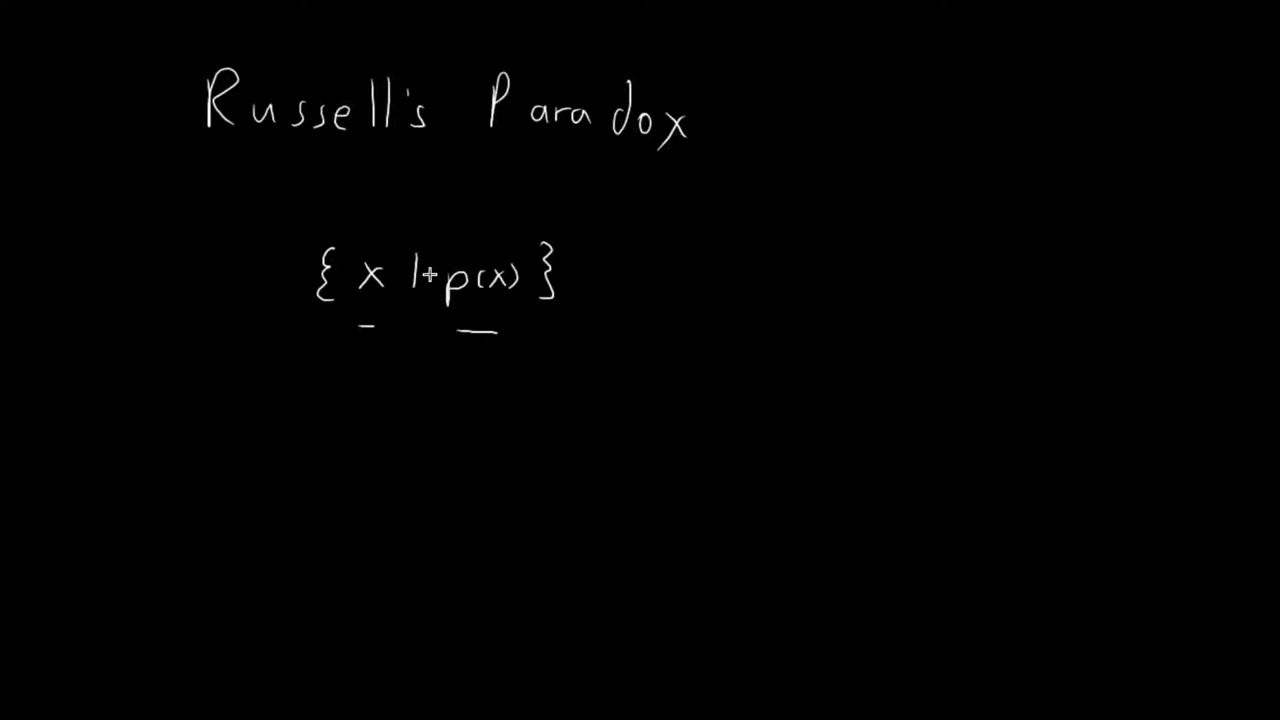 Russell's Paradox
{ x | p(x) }